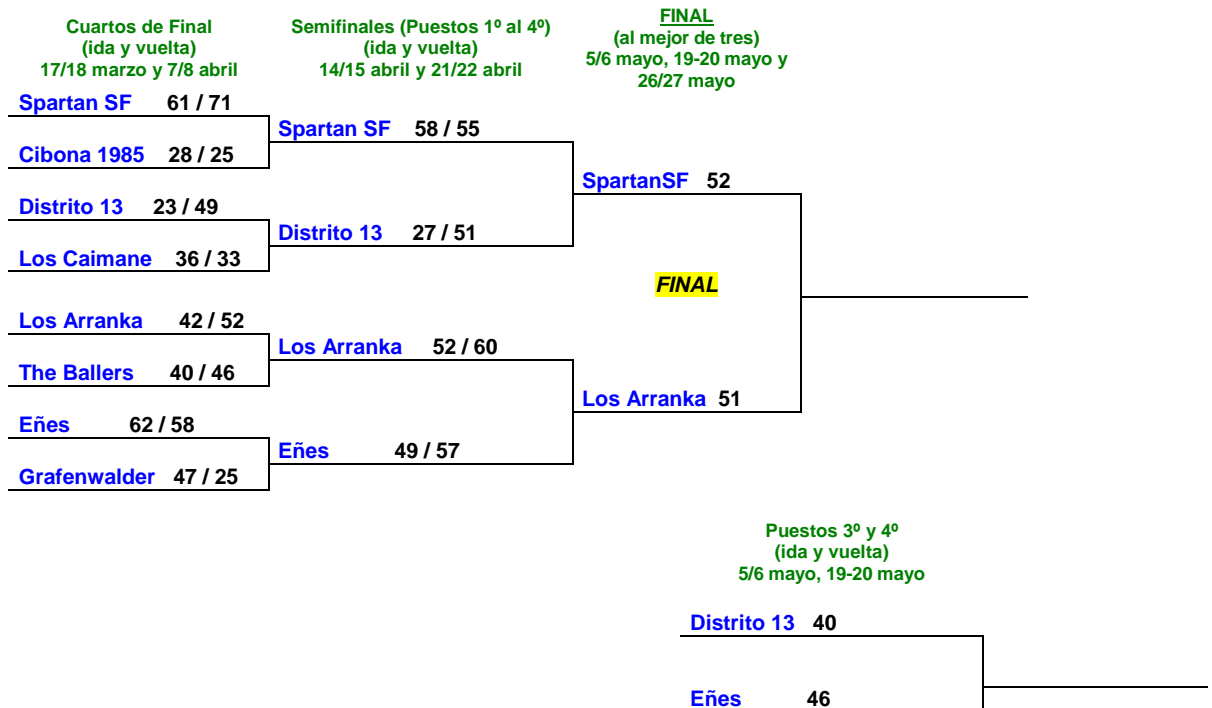 Cuartos de Final
(ida y vuelta)
17/18 marzo y 7/8 abril
Semifinales (Puestos 1º al 4º)
(ida y vuelta)
14/15 abril y 21/22 abril
FINAL
(al mejor de tres)
5/6 mayo, 19-20 mayo y
26/27 mayo
Spartan SF 61 / 71
Cibona 1985 28 / 25
Distrito 13 23 / 49
Los Caimane 36 / 33
Los Arranka 42 / 52
The Ballers 40 / 46
Eñes 62 / 58
Grafenwalder 47 / 25
Spartan SF 58 / 55
Distrito 13 27 / 51
Los Arranka 52 / 60
Eñes 49 / 57
SpartanSF 52
FINAL
Los Arranka 51
Puestos 3º y 4º
(ida y vuelta)
5/6 mayo, 19-20 mayo
Distrito 13 40
Eñes 46